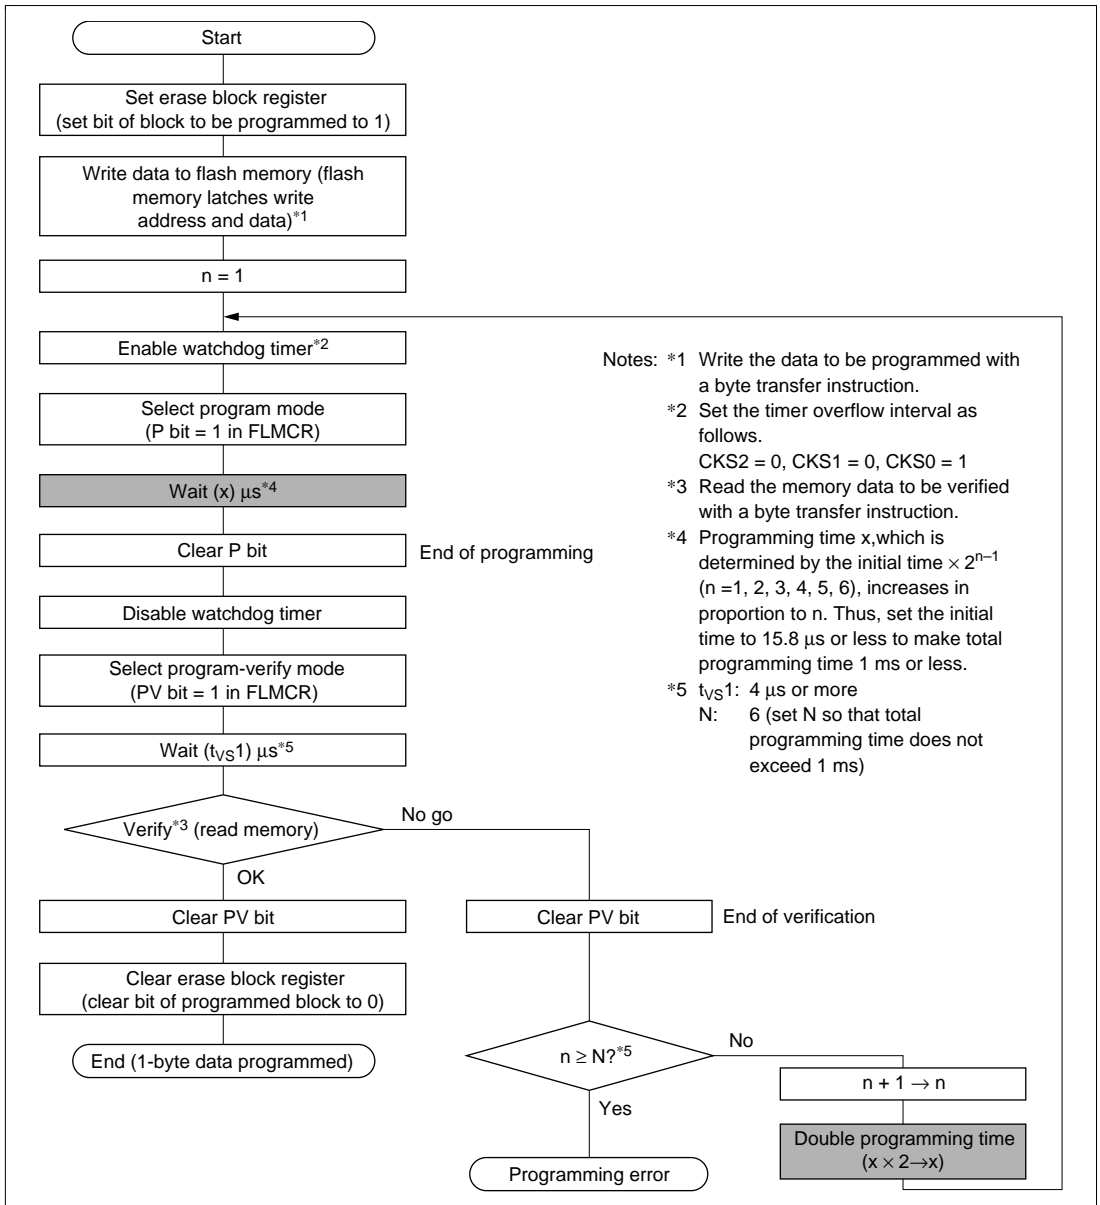 Start
Set erase block register
(set bit of block to be programmed to 1)
Write data to flash memory (flash
memory latches write
address and data)*1
n = 1
Enable watchdog timer*2
Select program mode
(P bit = 1 in FLMCR)
Wait (x) μs*4
Clear P bit
End of programming
Disable watchdog timer
Select program-verify mode
(PV bit = 1 in FLMCR)
Wait (tVS1) μs*5
Verify*3 (read memory)
No go
OK
Clear PV bit
Clear erase block register
(clear bit of programmed block to 0)
End (1-byte data programmed)
Clear PV bit
End of verification
n ≥ N?*5
No
Yes
n + 1 → n
Double programming time
(x × 2→x)
Programming error
Notes: *1 Write the data to be programmed with
a byte transfer instruction.
*2 Set the timer overflow interval as
follows.
CKS2 = 0, CKS1 = 0, CKS0 = 1
*3 Read the memory data to be verified
with a byte transfer instruction.
*4 Programming time x,which is
determined by the initial time × 2^n–1
(n =1, 2, 3, 4, 5, 6), increases in
proportion to n. Thus, set the initial
time to 15.8 μs or less to make total
programming time 1 ms or less.
*5 tVS1: 4 μs or more
N: 6 (set N so that total
programming time does not
exceed 1 ms)